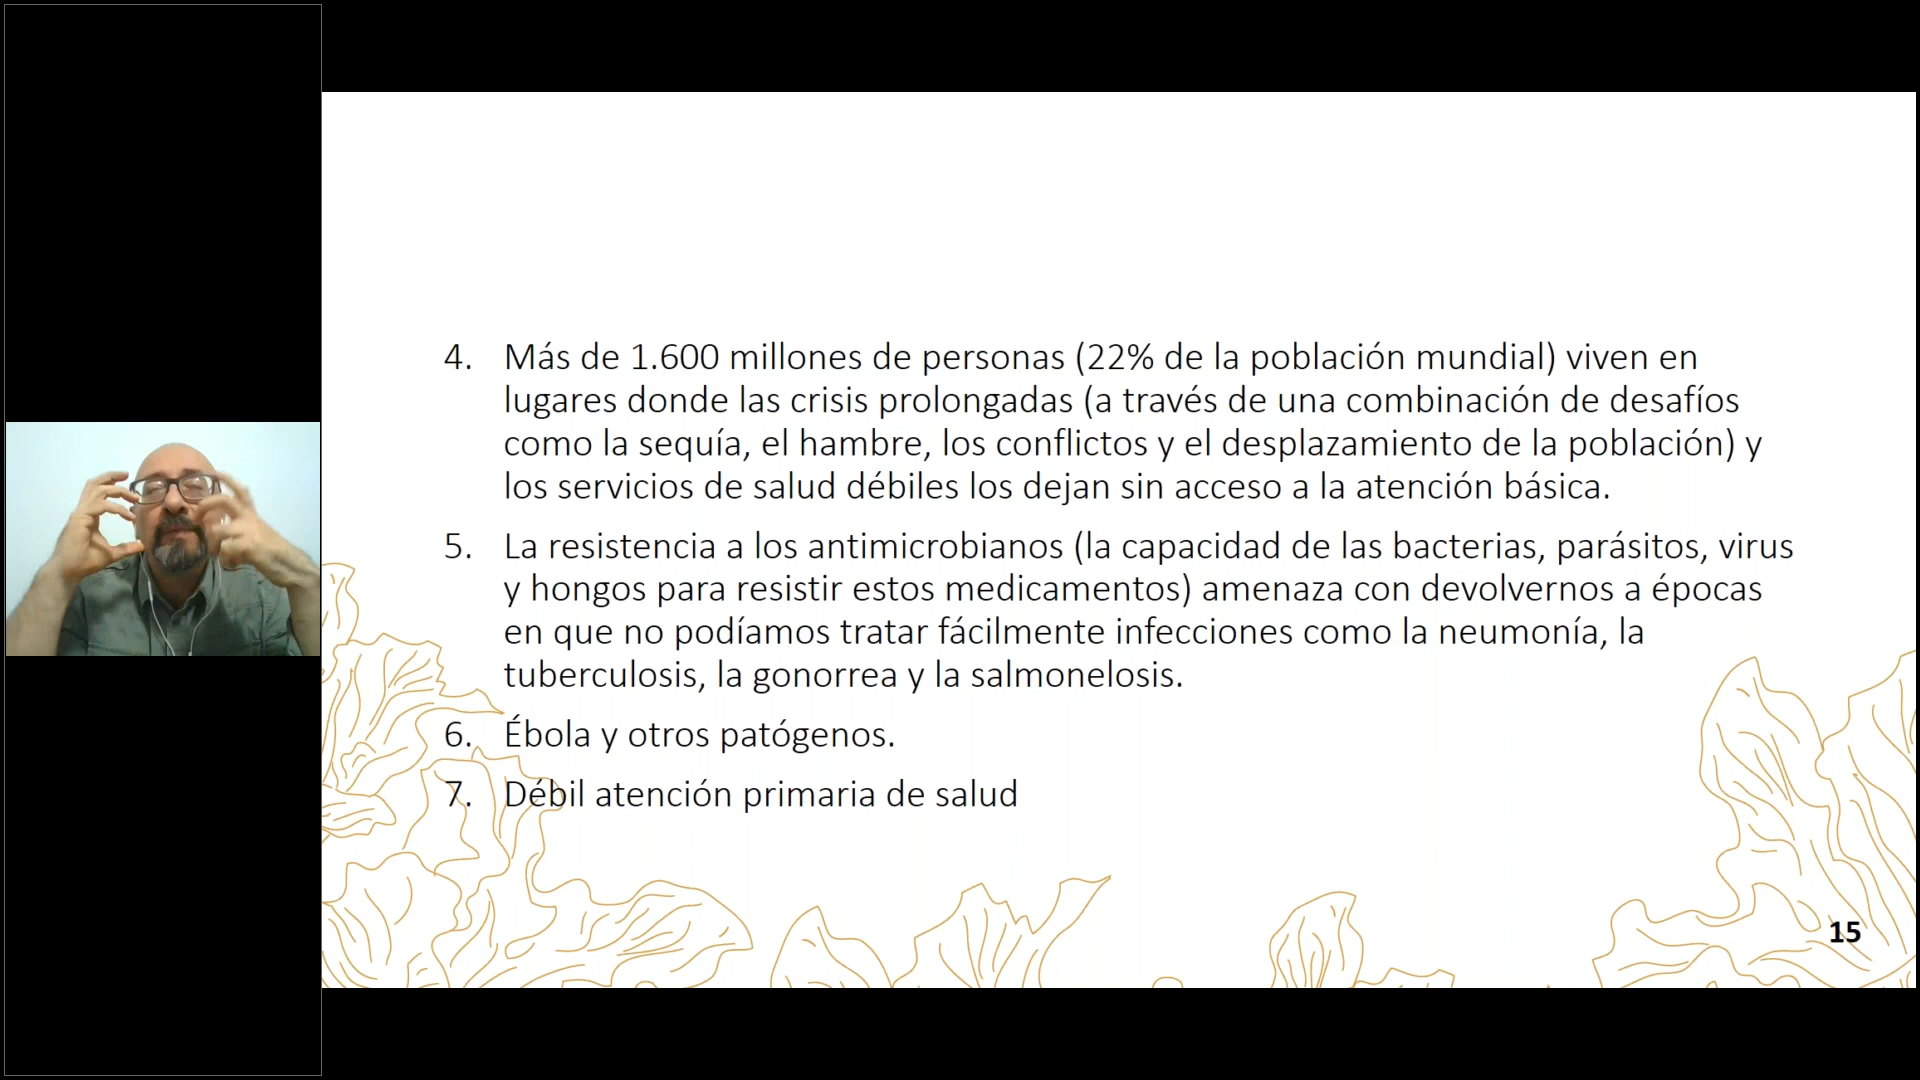 4. Más de 1.600 millones de personas (22% de la población mundial) viven en
lugares donde las crisis prolongadas (a través de una combinación de desafíos
como la sequía, el hambre, los conflictos y el desplazamiento de la población) y
los servicios de salud débiles los dejan sin acceso a la atención básica.
5. La resistencia a los antimicrobianos (la capacidad de las bacterias, parásitos, virus
y hongos para resistir estos medicamentos) amenaza con devolvernos a épocas
en que no podíamos tratar fácilmente infecciones como la neumonía, la
tuberculosis, la gonorrea y la salmonelosis.
6. Ébola y otros patógenos.
7. Débil atención primaria de salud
15